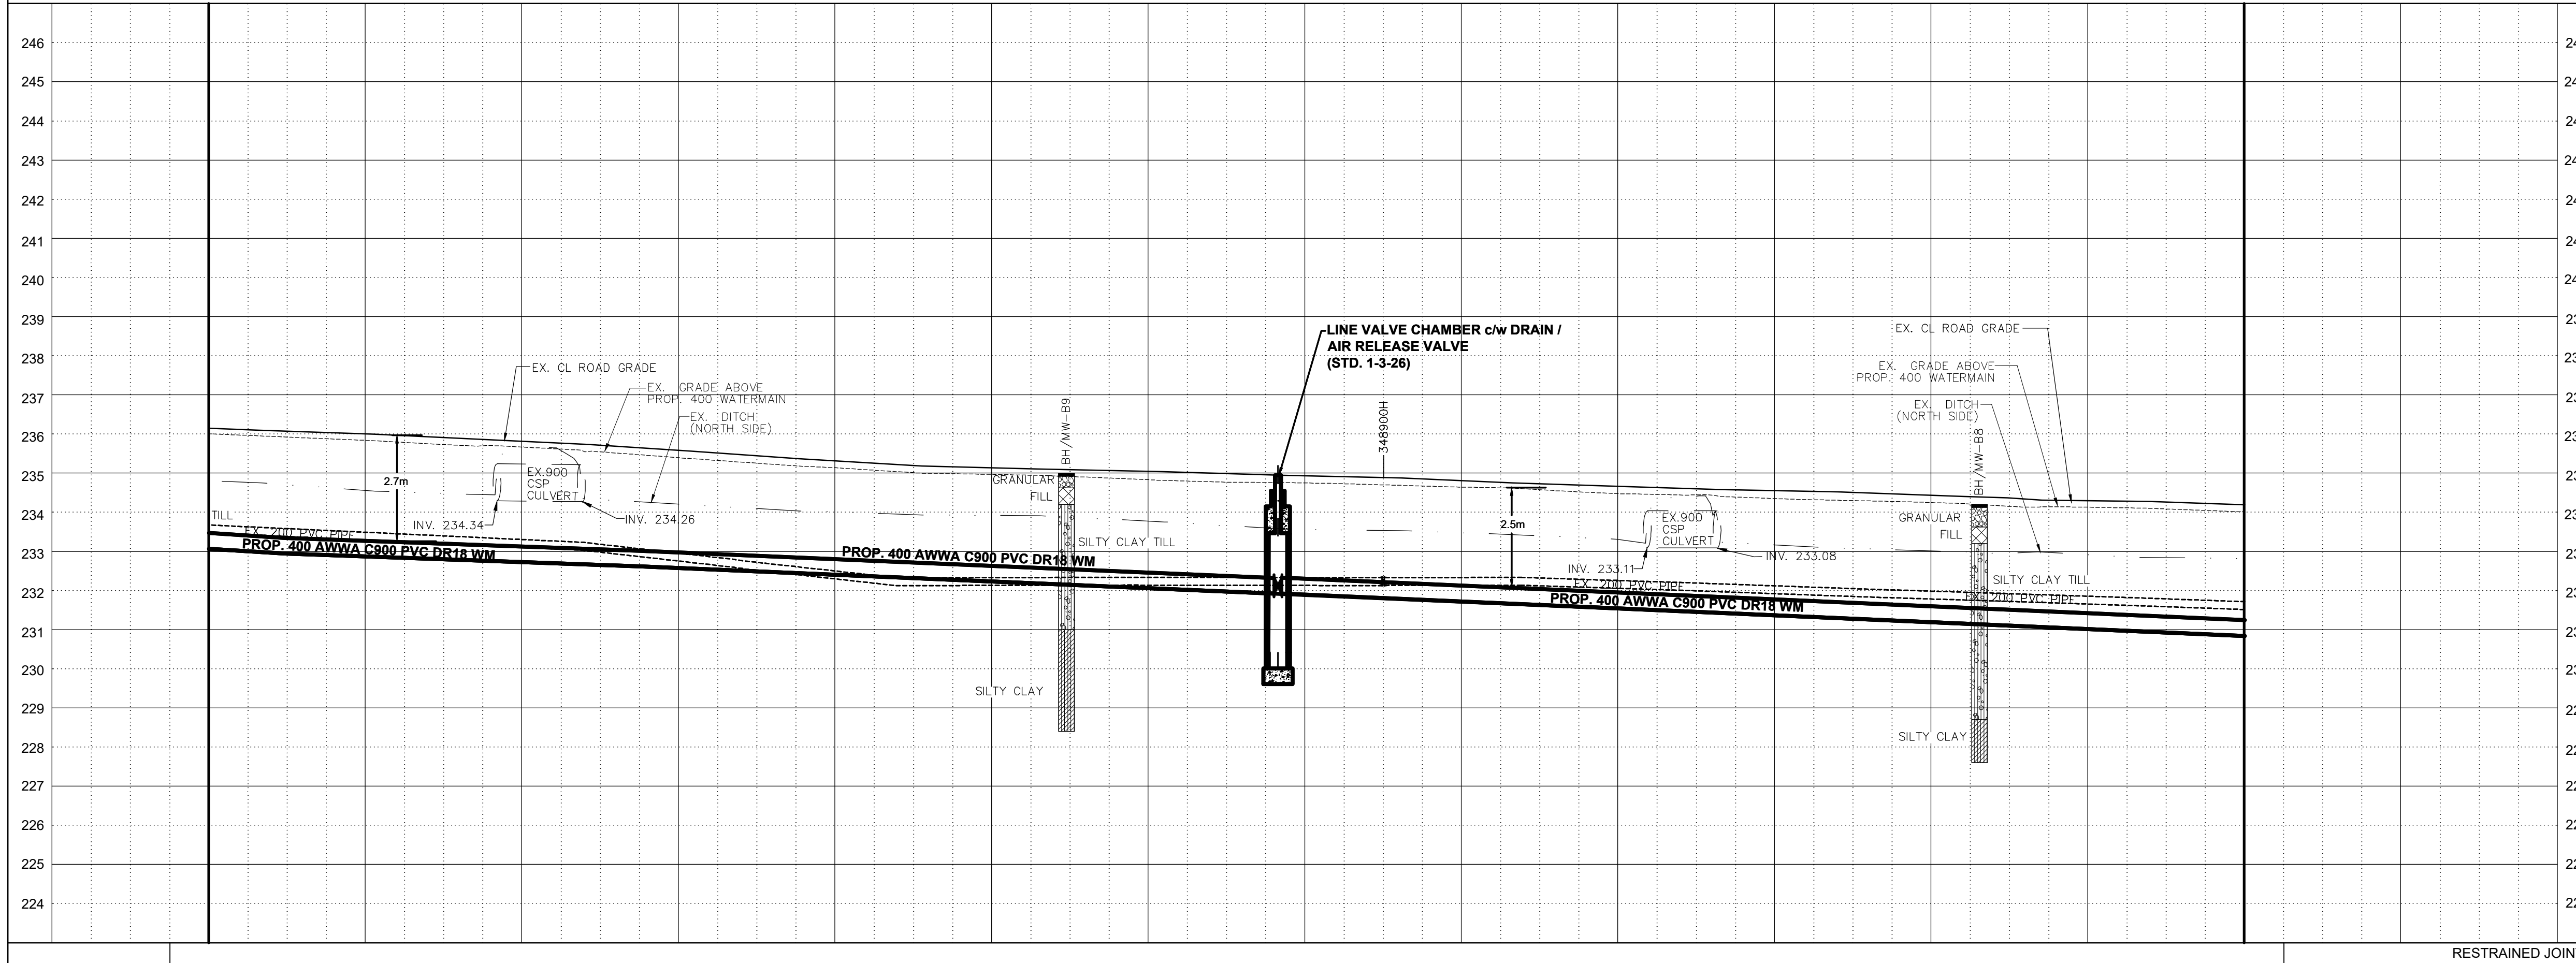 246
245
244
243
242
241
240
239
238
237
236
235
234
233
232
231
230
229
228
227
226
225
224
LINE VALVE CHAMBER c/w DRAIN /
AIR RELEASE VALVE
(STD. 1-3-26)
EX. CL ROAD GRADE
EX. GRADE ABOVE
PROP. 400 WATERMAIN
EX. DITCH
(NORTH SIDE)
2.7m
EX.900
CSP
CULVERT
INV. 234.34
INV. 234.26
TILL
EX. 200 PVC PIPE
PROP. 400 AWWA C900 PVC DR18 WM
PROP. 400 AWWA C900 PVC DR18 WM
BH/MW-B9
GRANULAR
FILL
SILTY CLAY TILL
SILTY CLAY
348900H
2.5m
EX.900
CSP
CULVERT
INV. 233.11
INV. 233.08
EX. 200 PVC PIPE
PROP. 400 AWWA C900 PVC DR18 WM
EX. CL ROAD GRADE
EX. GRADE ABOVE
PROP. 400 WATERMAIN
EX. DITCH
(NORTH SIDE)
BH/MW-B8
GRANULAR
FILL
SILTY CLAY TILL
EX. 200 PVC PIPE
SILTY CLAY
RESTRAINED JOIN